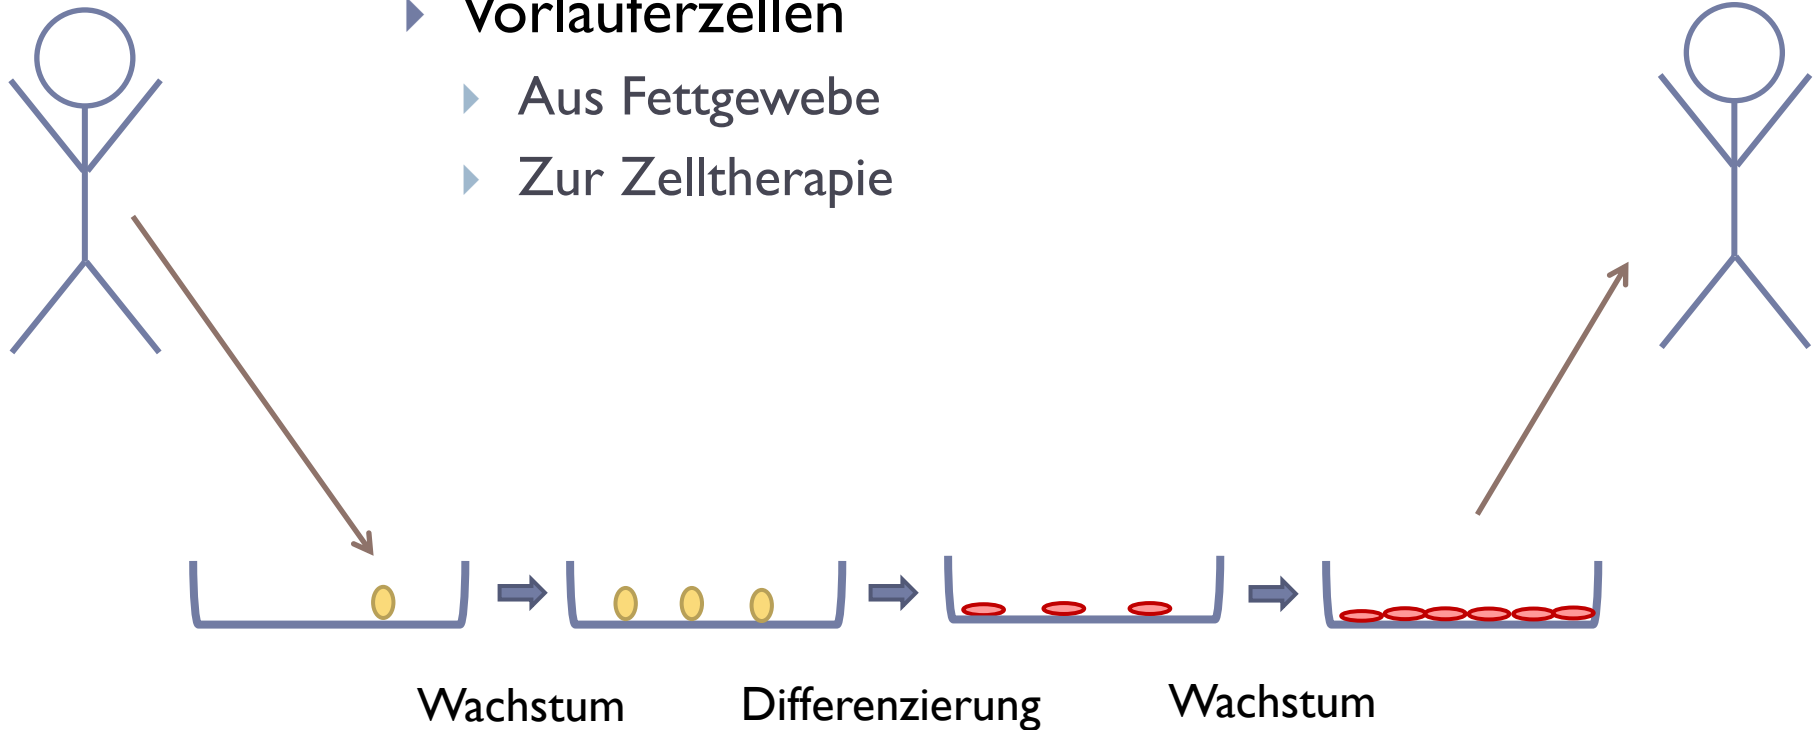 Vorläuferzellen
Aus Fettgewebe
Zur Zelltherapie
Wachstum
Differenzierung
Wachstum